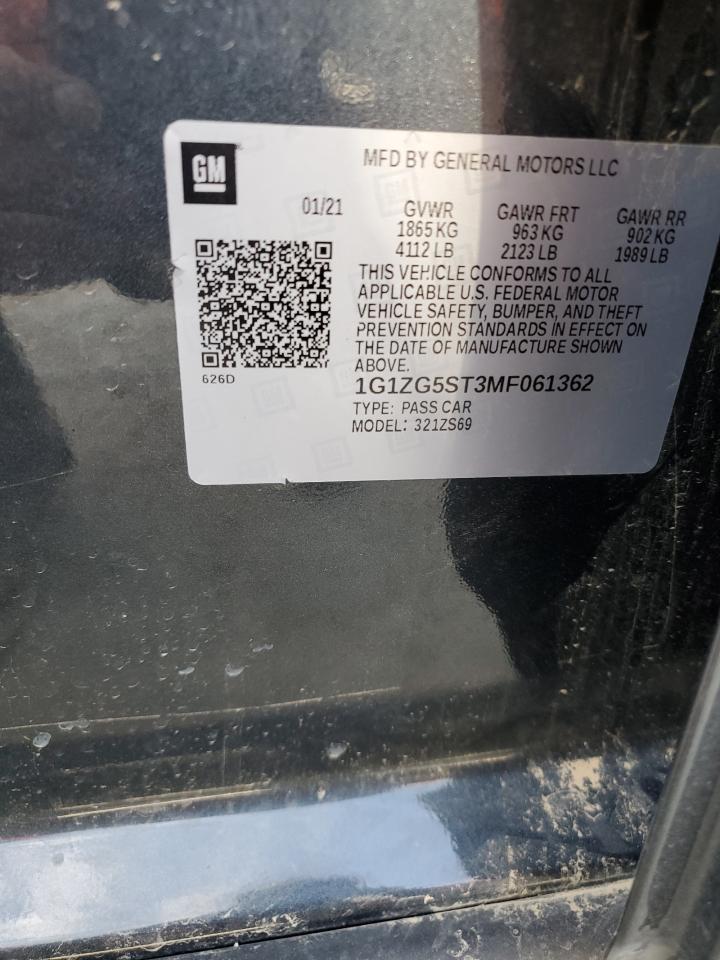 GM
MFD BY GENERAL MOTORS LLC
01/21
GVWR GAWR FRT GAWR RR
1865 KG 963 KG 902 KG
4112 LB 2123 LB 1989 LB
THIS VEHICLE CONFORMS TO ALL
APPLICABLE U.S. FEDERAL MOTOR
VEHICLE SAFETY, BUMPER, AND THEFT
PREVENTION STANDARDS IN EFFECT ON
THE DATE OF MANUFACTURE SHOWN
ABOVE.
626D
1G1ZG5ST3MF061362
TYPE: PASS CAR
MODEL: 321ZS69